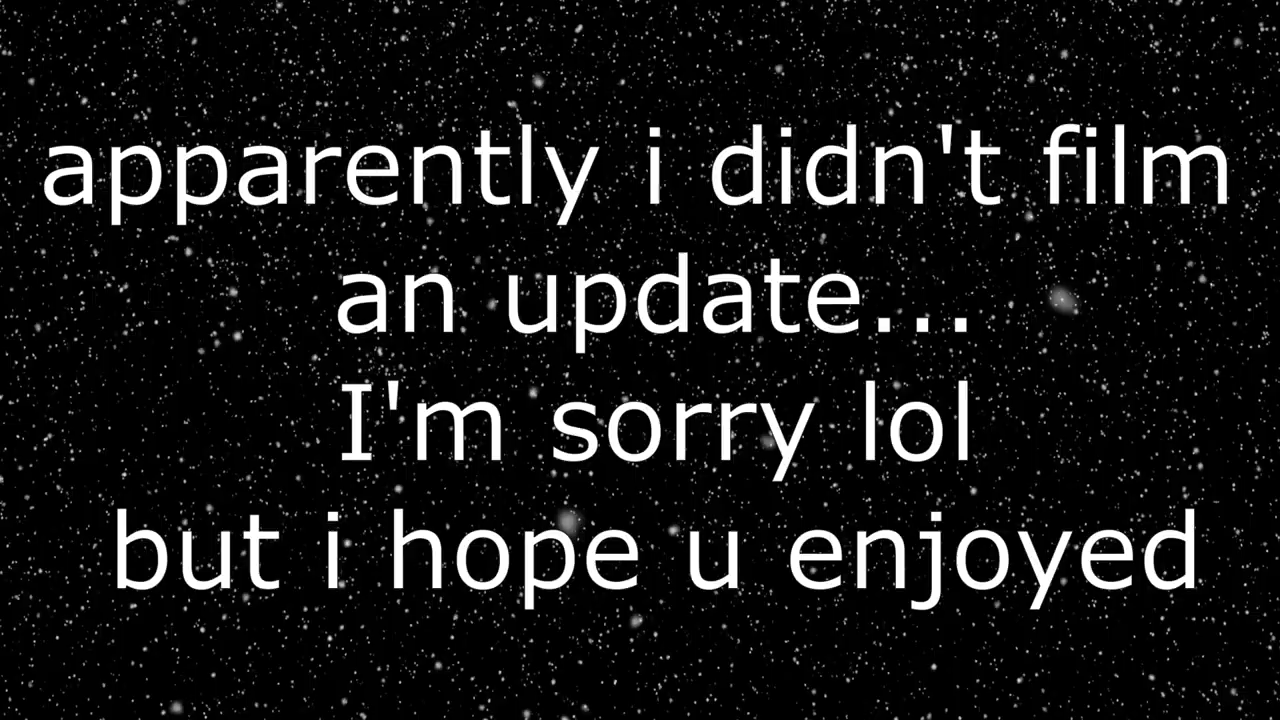 apparently i didn't film
an update...
I'm sorry lol
but i hope u enjoyed